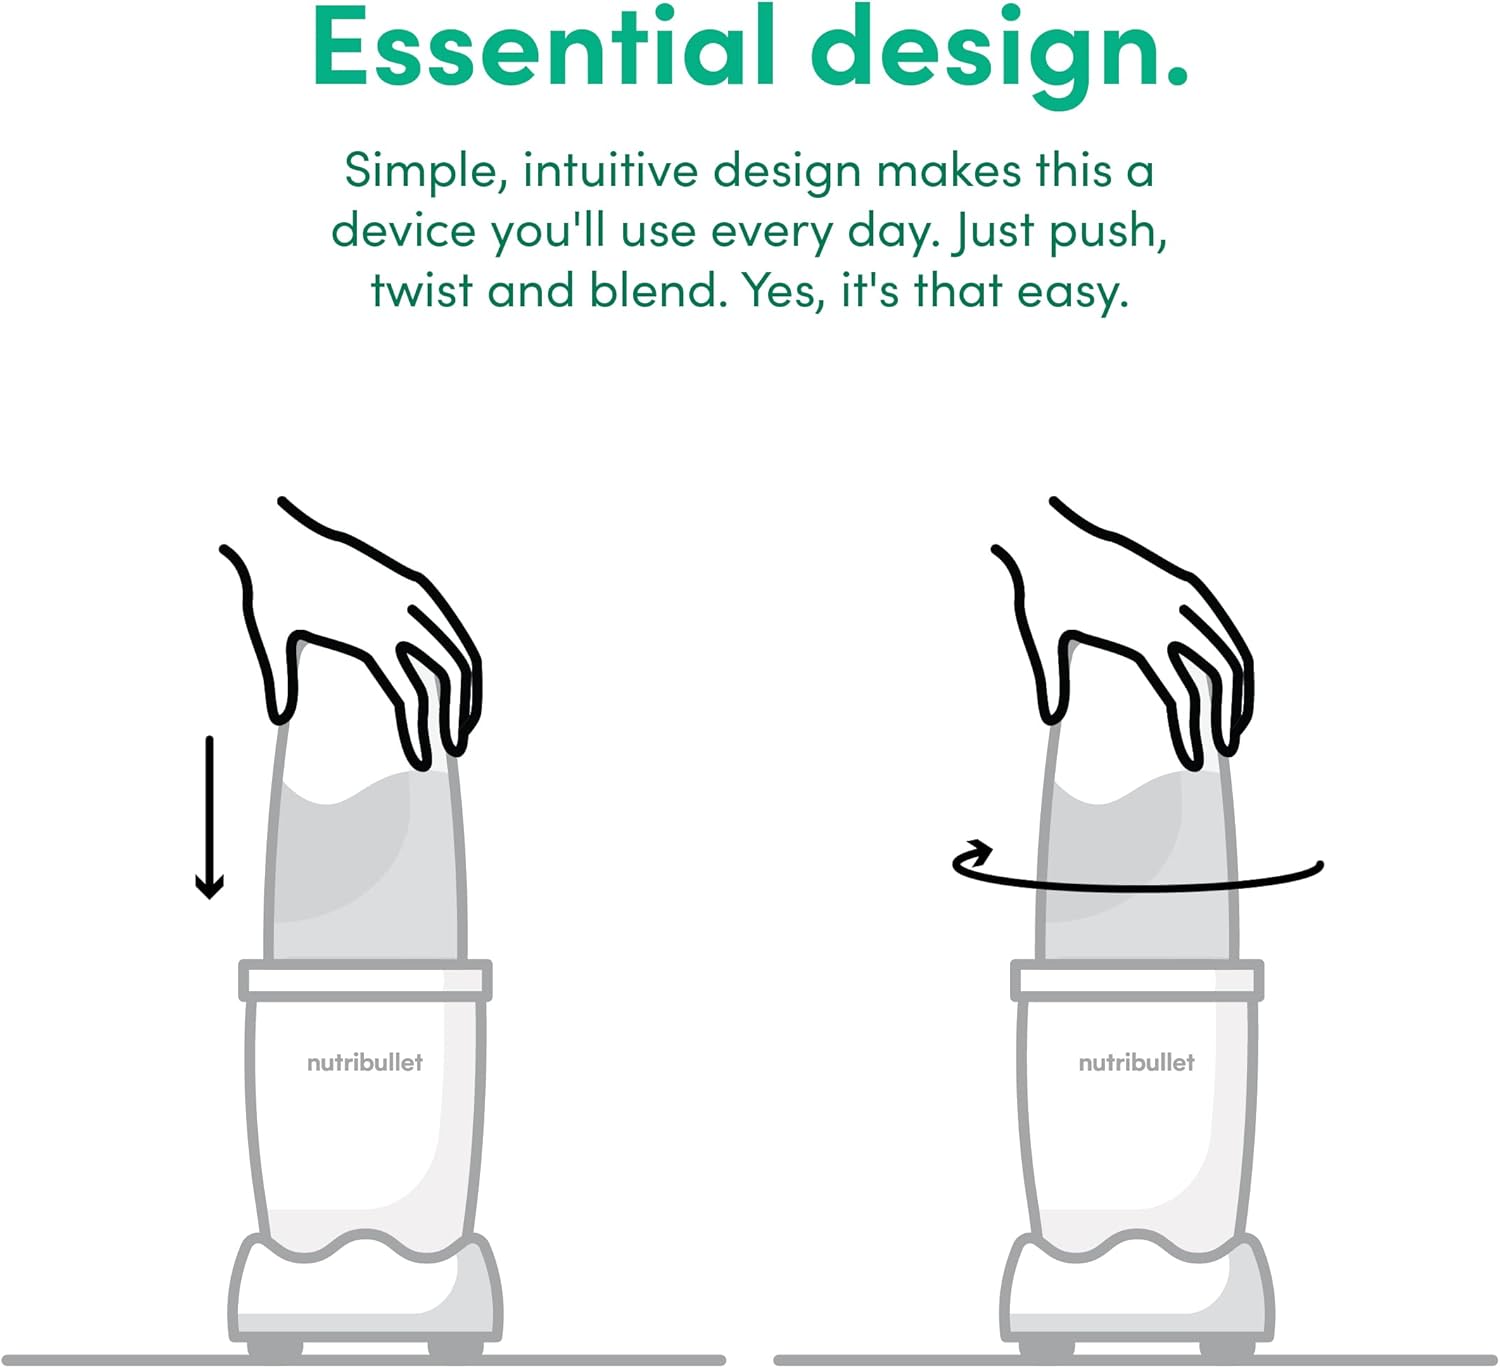 Essential design.
Simple, intuitive design makes this a
device you'll use every day. Just push,
twist and blend. Yes, it's that easy.
nutribullet
nutribullet